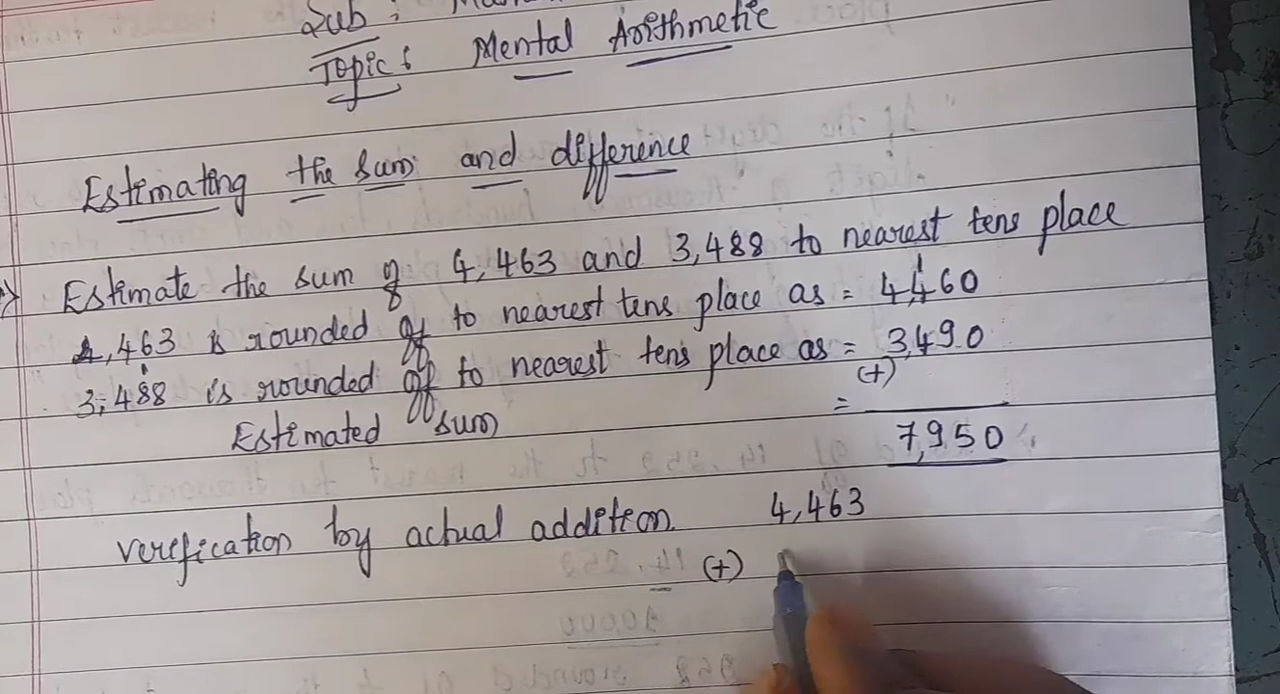 Sub :
Topic : Mental Arithmetic
Estimating the sum and difference
Estimate the sum of 4,463 and 3,488 to nearest tens place
4,463 is rounded off to nearest tens place as = 4,460
3,488 is rounded off to nearest tens place as = 3,490
(+)
Estimated sum = 7,950
verification by actual addition 4,463
(+)